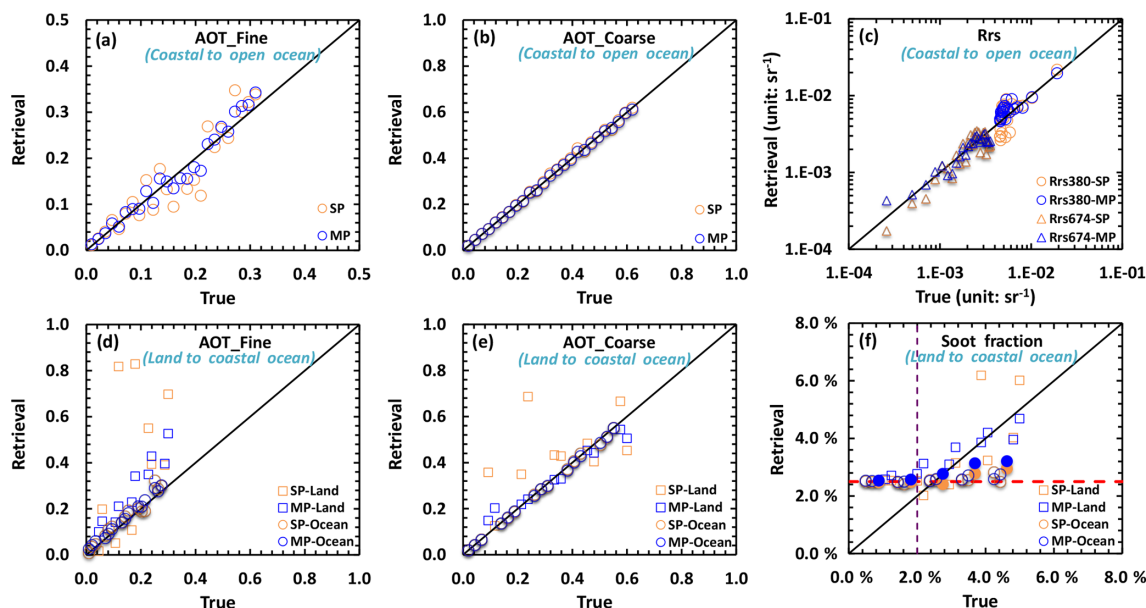 (a)
AOT_Fine
(Coastal to open ocean)
0.5
0.4
0.3
0.2
0.1
0.0
Retrieval
SP
MP
0.0 0.1 0.2 0.3 0.4 0.5
True
(b)
AOT_Coarse
(Coastal to open ocean)
1.0
0.8
0.6
0.4
0.2
0.0
Retrieval
SP
MP
0.0 0.2 0.4 0.6 0.8 1.0
True
(c)
Rrs
(Coastal to open ocean)
1.E-01
1.E-02
1.E-03
1.E-04
Retrieval (unit: sr⁻¹)
Rrs380-SP
Rrs380-MP
Rrs674-SP
Rrs674-MP
1.E-04 1.E-03 1.E-02 1.E-01
True (unit: sr⁻¹)
(d)
AOT_Fine
(Land to coastal ocean)
1.0
0.8
0.6
0.4
0.2
0.0
Retrieval
SP-Land
MP-Land
SP-Ocean
MP-Ocean
0.0 0.2 0.4 0.6 0.8 1.0
True
(e)
AOT_Coarse
(Land to coastal ocean)
1.0
0.8
0.6
0.4
0.2
0.0
Retrieval
SP-Land
MP-Land
SP-Ocean
MP-Ocean
0.0 0.2 0.4 0.6 0.8 1.0
True
(f)
Soot fraction
(Land to coastal ocean)
8.0 %
6.0 %
4.0 %
2.0 %
0.0 %
Retrieval
SP-Land
MP-Land
SP-Ocean
MP-Ocean
0.0 % 2.0 % 4.0 % 6.0 % 8.0 %
True